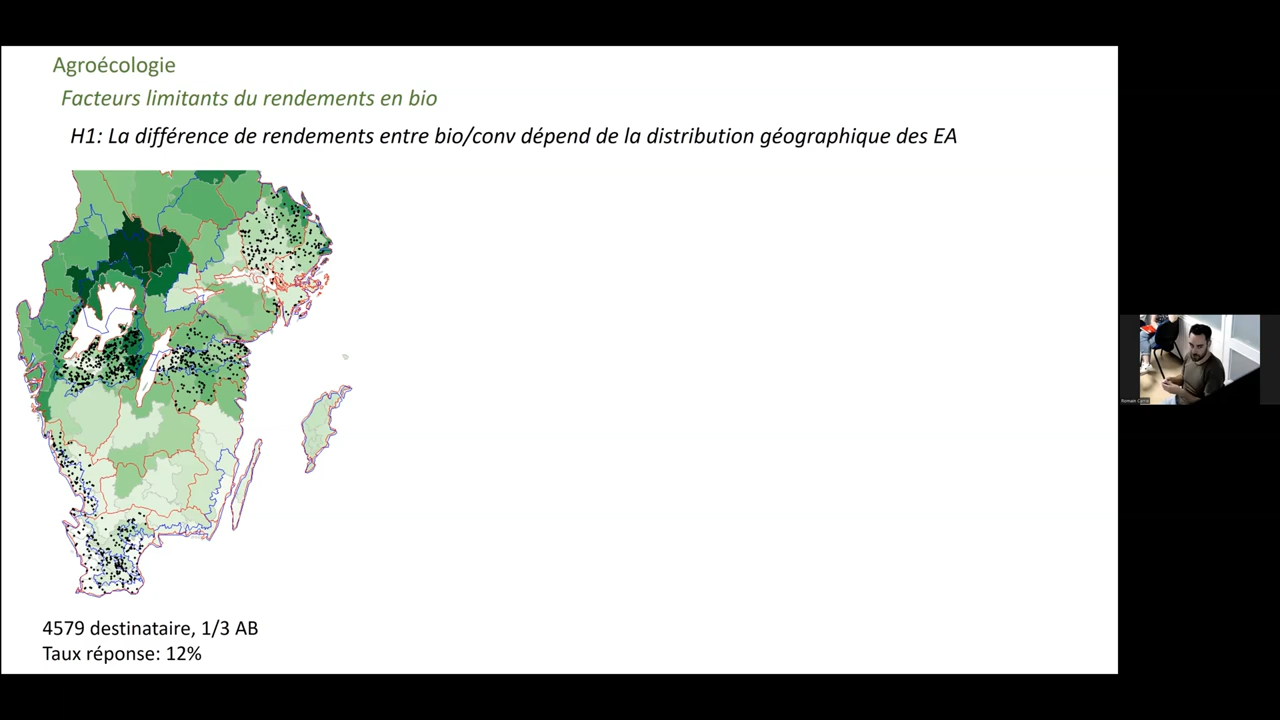 Agroécologie
Facteurs limitants du rendements en bio
H1: La différence de rendements entre bio/conv dépend de la distribution géographique des EA
4579 destinataire, 1/3 AB
Taux réponse: 12%
Romain